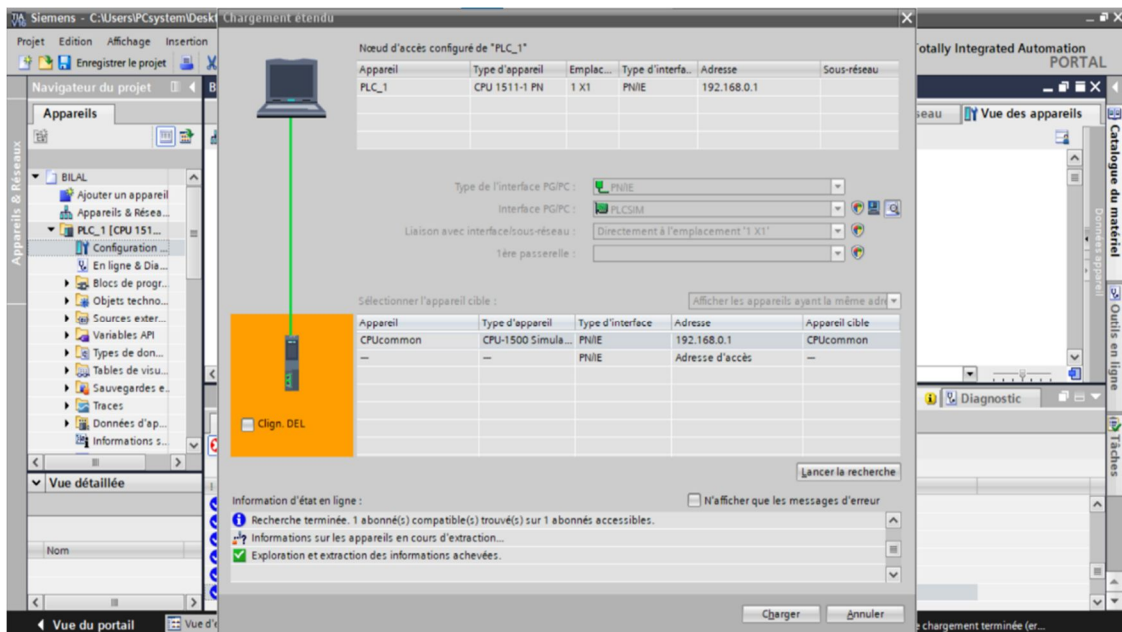 Siemens - C:\Users\PCsystem\Deskt
Chargement étendu
Projet Edition Affichage Insertion
Enregistrer le projet
Totally Integrated Automation
PORTAL
Navigateur du projet
Appareils
Appareils & Réseaux
BILAL
Ajouter un appareil
Appareils & Résea...
PLC_1 [CPU 151...
Configuration ...
En ligne & Dia...
Blocs de progr...
Objets techno...
Sources exter...
Variables API
Types de don...
Tables de visu...
Sauvegardes e...
Traces
Données d'ap...
Informations s...
Vue détaillée
Nom
Vue du portail
Vue d'e
Nœud d'accès configuré de "PLC_1"
Appareil Type d'appareil Emplac... Type d'interfa... Adresse Sous-réseau
PLC_1 CPU 1511-1 PN 1 X1 PN/IE 192.168.0.1
Type de l'interface PG/PC : PN/IE
Interface PG/PC : PLCSIM
Liaison avec interface/sous-réseau : Directement à l'emplacement '1 X1'
1ère passerelle :
Sélectionner l'appareil cible : Afficher les appareils ayant la même adre
Appareil Type d'appareil Type d'interface Adresse Appareil cible
CPUcommon CPU-1500 Simula... PN/IE 192.168.0.1 CPUcommon
— — PN/IE Adresse d'accès —
Clign. DEL
Lancer la recherche
Information d'état en ligne :
N'afficher que les messages d'erreur
Recherche terminée. 1 abonné(s) compatible(s) trouvé(s) sur 1 abonnés accessibles.
Informations sur les appareils en cours d'extraction...
Exploration et extraction des informations achevées.
Charger Annuler
eau Vue des appareils
Données appareil
Diagnostic
Catalogue du matériel
Outils en ligne
Tâches
e chargement terminée (er...